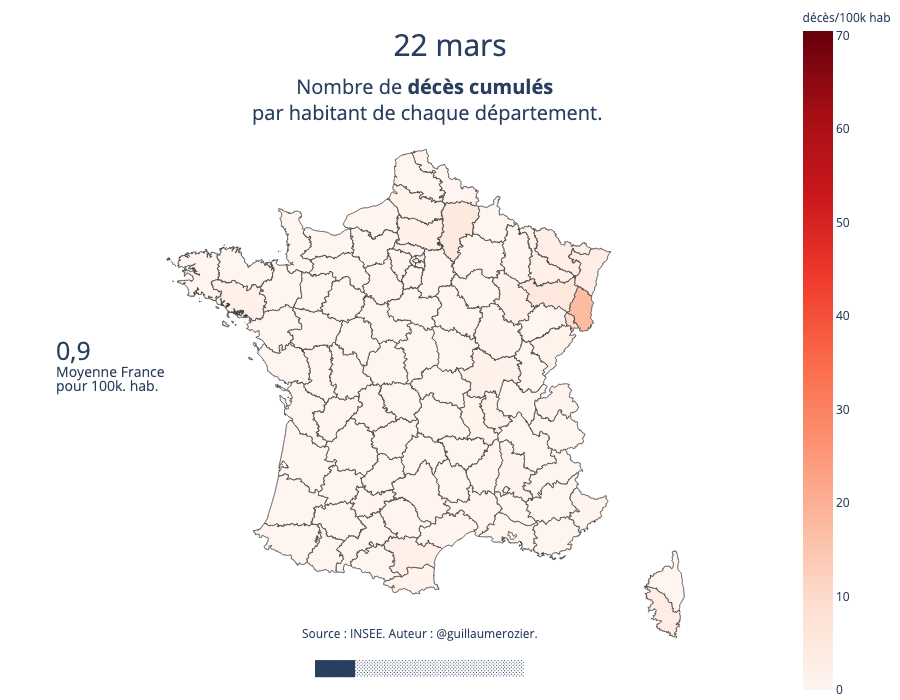 22 mars
Nombre de décès cumulés
par habitant de chaque département.
décès/100k hab
70
60
50
40
30
20
10
0
0,9
Moyenne France
pour 100k. hab.
Source : INSEE. Auteur : @guillaumerozier.